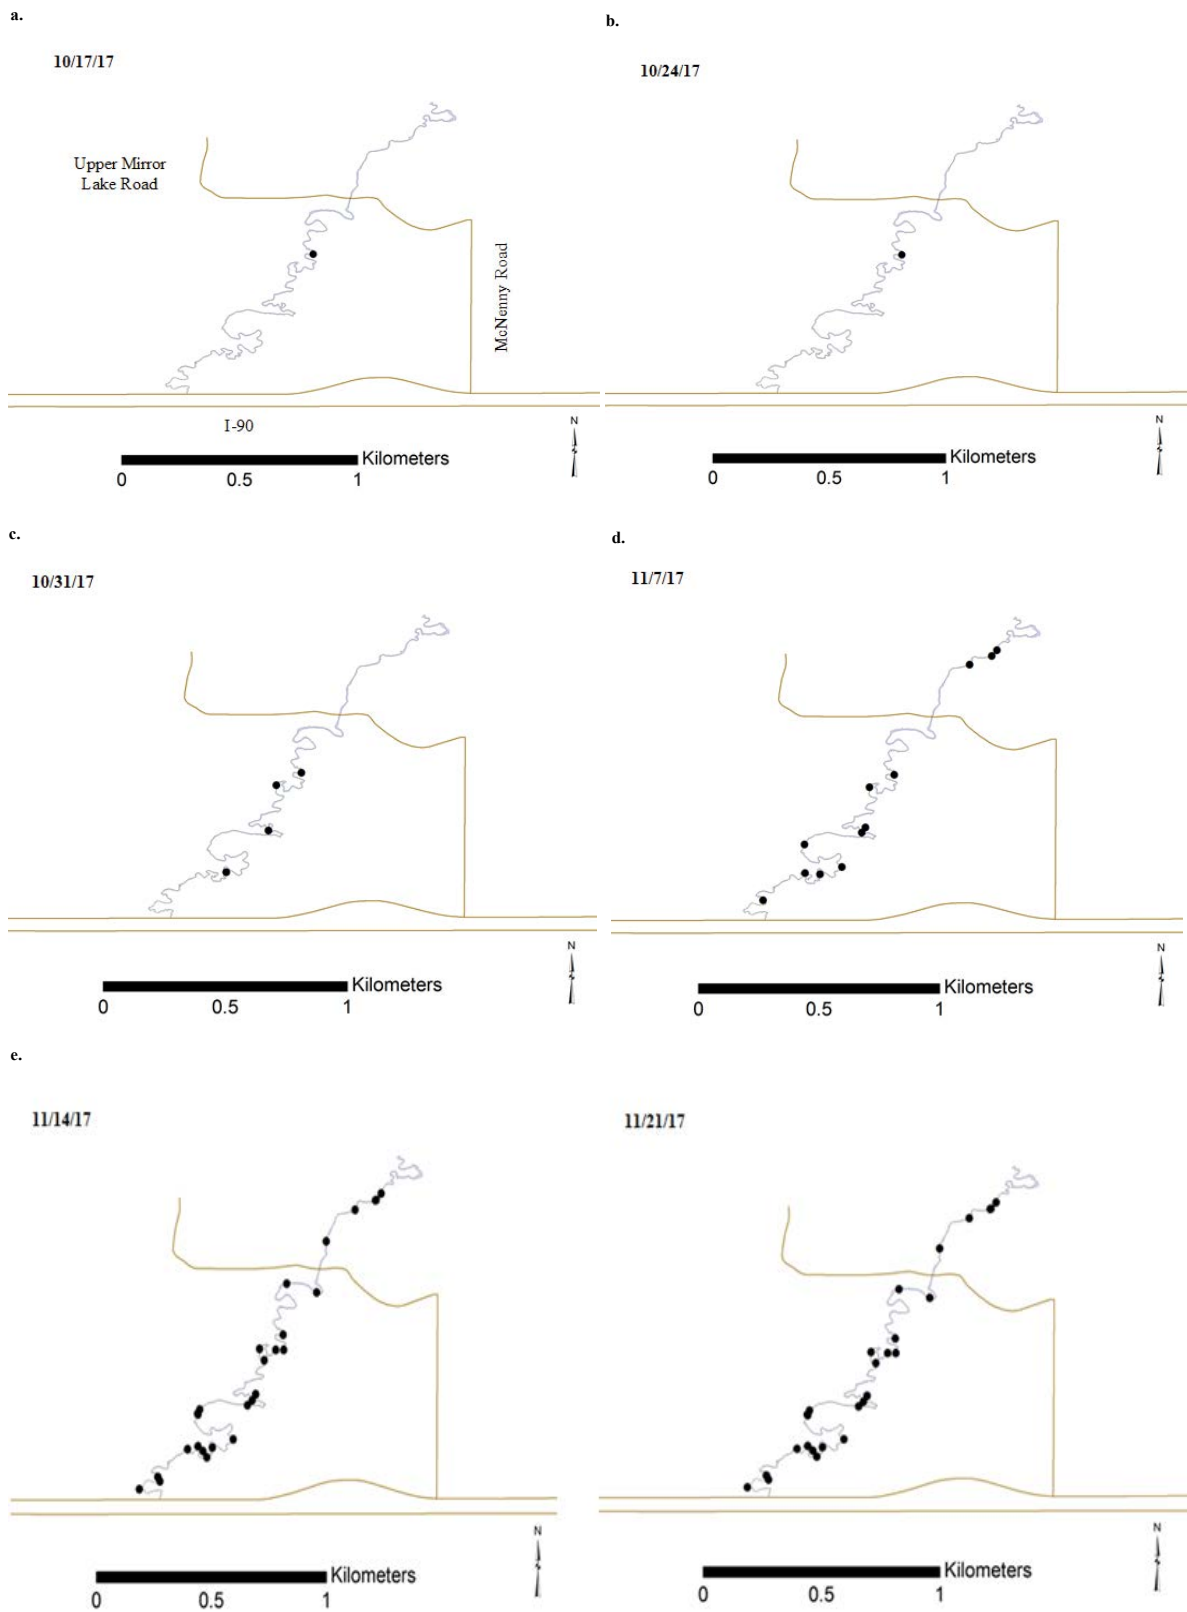 a.
10/17/17
Upper Mirror
Lake Road
McNenny Road
I-90
N
Kilometers
0 0.5 1
b.
10/24/17
N
Kilometers
0 0.5 1
c.
10/31/17
N
Kilometers
0 0.5 1
d.
11/7/17
N
Kilometers
0 0.5 1
e.
11/14/17
N
Kilometers
0 0.5 1
11/21/17
N
Kilometers
0 0.5 1